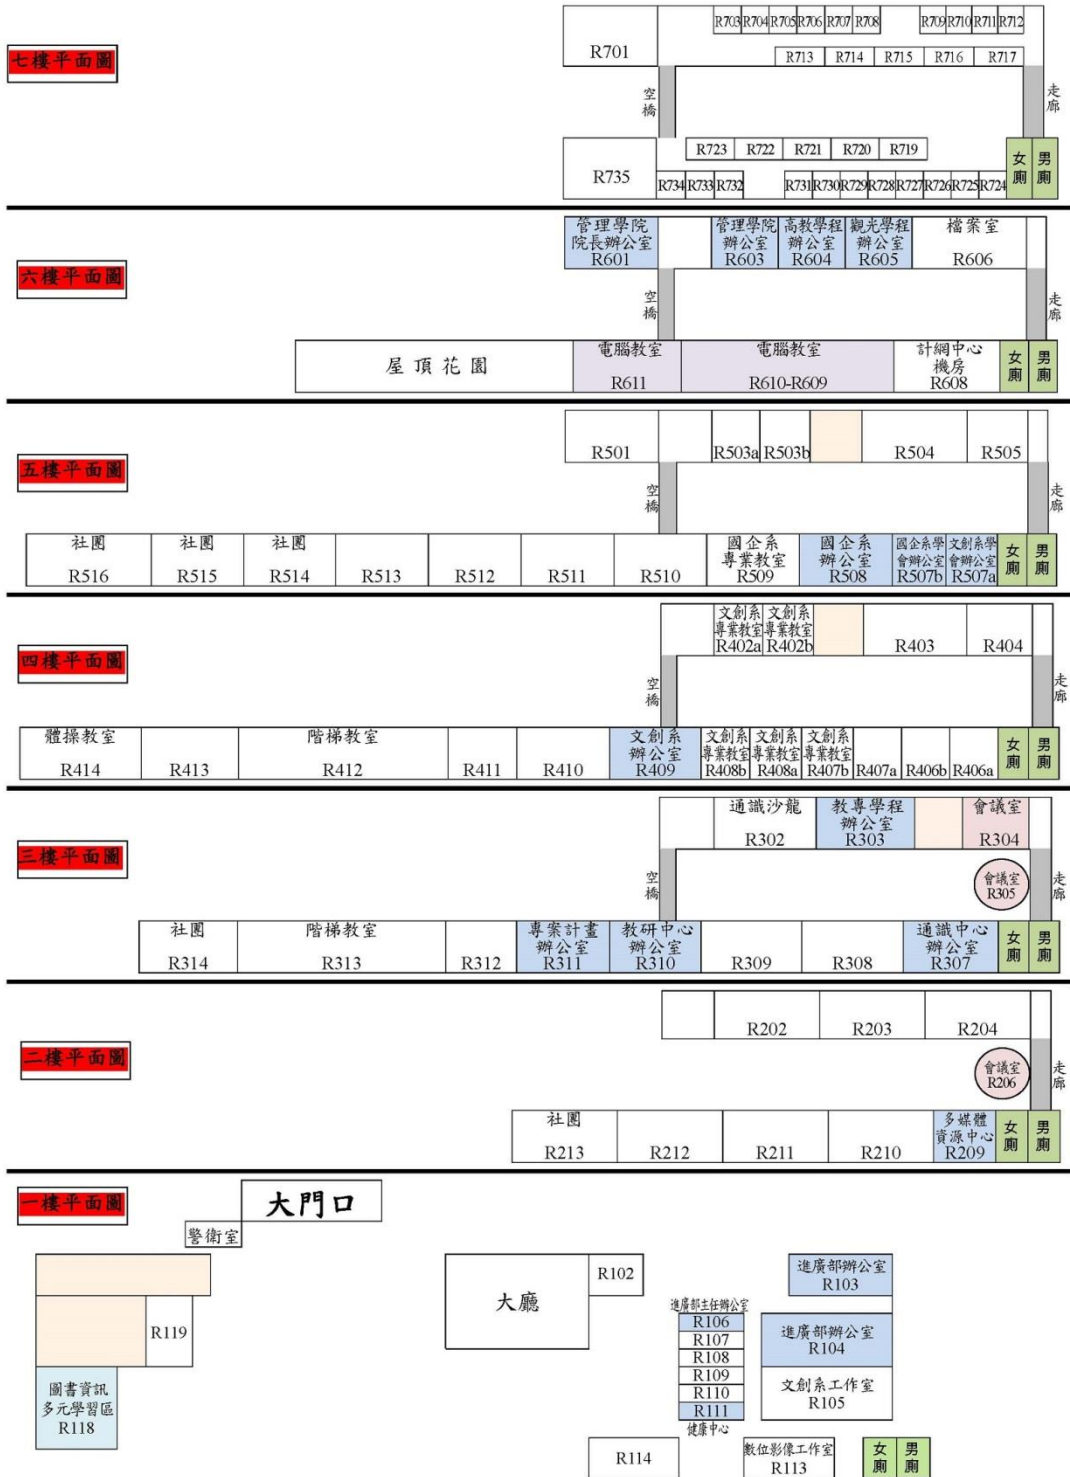 七樓平面圖
R703 R704 R705 R706 R707 R708 R709 R710 R711 R712
R701
R713 R714 R715 R716 R717
空橋
走廊
R723 R722 R721 R720 R719
R735
R734 R733 R732 R731 R730 R729 R728 R727 R726 R725 R724
女廁
男廁
六樓平面圖
管理學院
院長辦公室
R601
管理學院
辦公室
R603
高教學程
辦公室
R604
觀光學程
辦公室
R605
檔案室
R606
空橋
走廊
屋頂花園
電腦教室
R611
電腦教室
R610-R609
計網中心
機房
R608
女廁
男廁
五樓平面圖
R501
R503a
R503b
R504
R505
空橋
走廊
社團
R516
社團
R515
社團
R514
R513
R512
R511
R510
國企系
專業教室
R509
國企系
辦公室
R508
國企系學
會辦公室
R507b
文創系學
會辦公室
R507a
女廁
男廁
四樓平面圖
文創系
專業教室
R402a
文創系
專業教室
R402b
R403
R404
空橋
走廊
體操教室
R414
R413
階梯教室
R412
R411
R410
文創系
辦公室
R409
文創系
專業教室
R408b
文創系
專業教室
R408a
文創系
專業教室
R407b
R407a
R406b
R406a
女廁
男廁
三樓平面圖
通識沙龍
R302
教專學程
辦公室
R303
會議室
R304
空橋
會議室
R305
走廊
社團
R314
階梯教室
R313
R312
專案計畫
辦公室
R311
教研中心
辦公室
R310
R309
R308
通識中心
辦公室
R307
女廁
男廁
二樓平面圖
R202
R203
R204
會議室
R206
走廊
社團
R213
R212
R211
R210
多媒體
資源中心
R209
女廁
男廁
一樓平面圖
大門口
警衛室
大廳
R102
進廣部辦公室
R103
R119
進廣部主任辦公室
R106
R107
R108
R109
R110
R111
健康中心
進廣部辦公室
R104
文創系工作室
R105
圖書資訊
多元學習區
R118
R114
數位影像工作室
R113
女廁
男廁